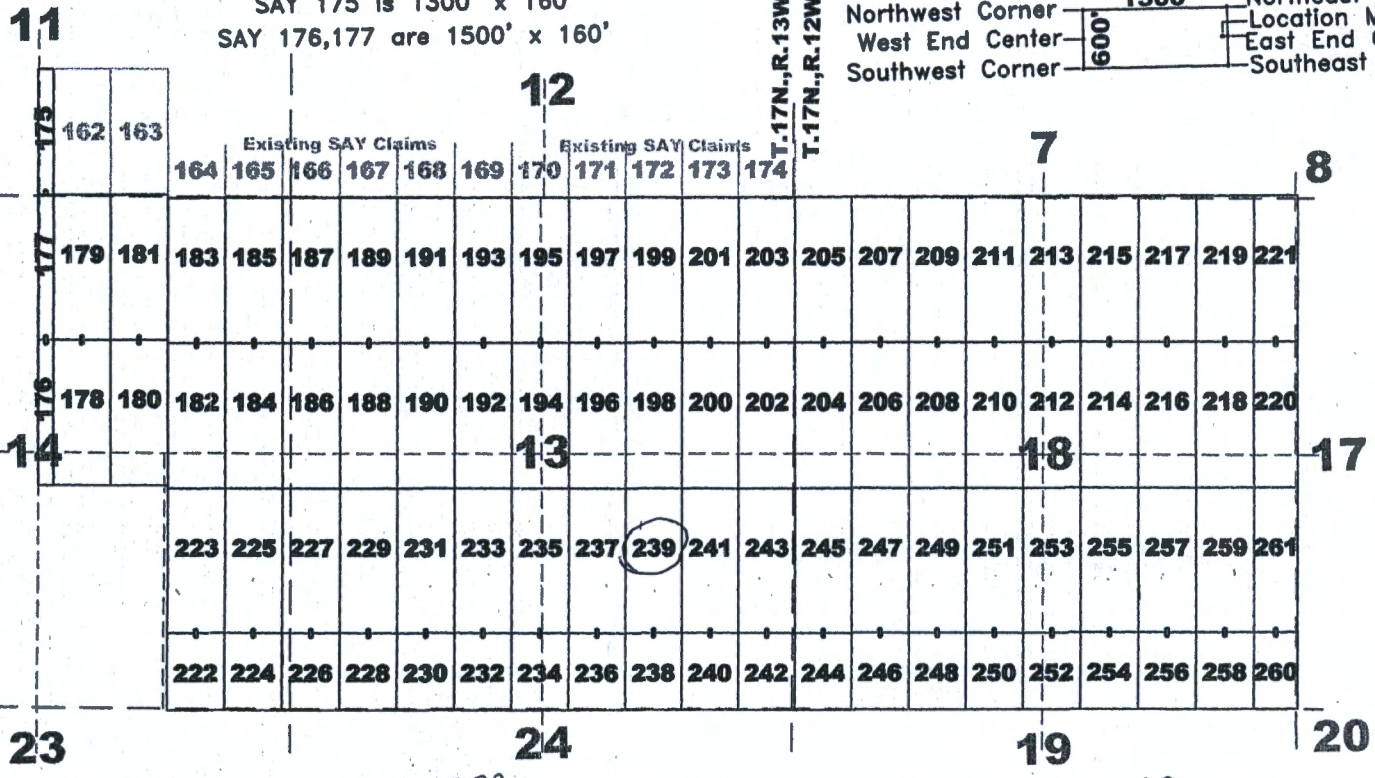 11
SAY 175 is 1300' x 160'
SAY 176,177 are 1500' x 160'
12
T.17N.,R.13W
T.17N.,R.12W
Northwest Corner
West End Center
Southwest Corner
600'
1500'
Location
East End
Southeast
175 162 163
Existing SAY Claims Existing SAY Claims
7
8
164 165 166 167 168 169 170 171 172 173 174
177 179 181 183 185 187 189 191 193 195 197 199 201 203 205 207 209 211 213 215 217 219 221
176 178 180 182 184 186 188 190 192 194 196 198 200 202 204 206 208 210 212 214 216 218 220
14 13 18 17
223 225 227 229 231 233 235 237 239 241 243 245 247 249 251 253 255 257 259 261
222 224 226 228 230 232 234 236 238 240 242 244 246 248 250 252 254 256 258 260
23 24 19 20